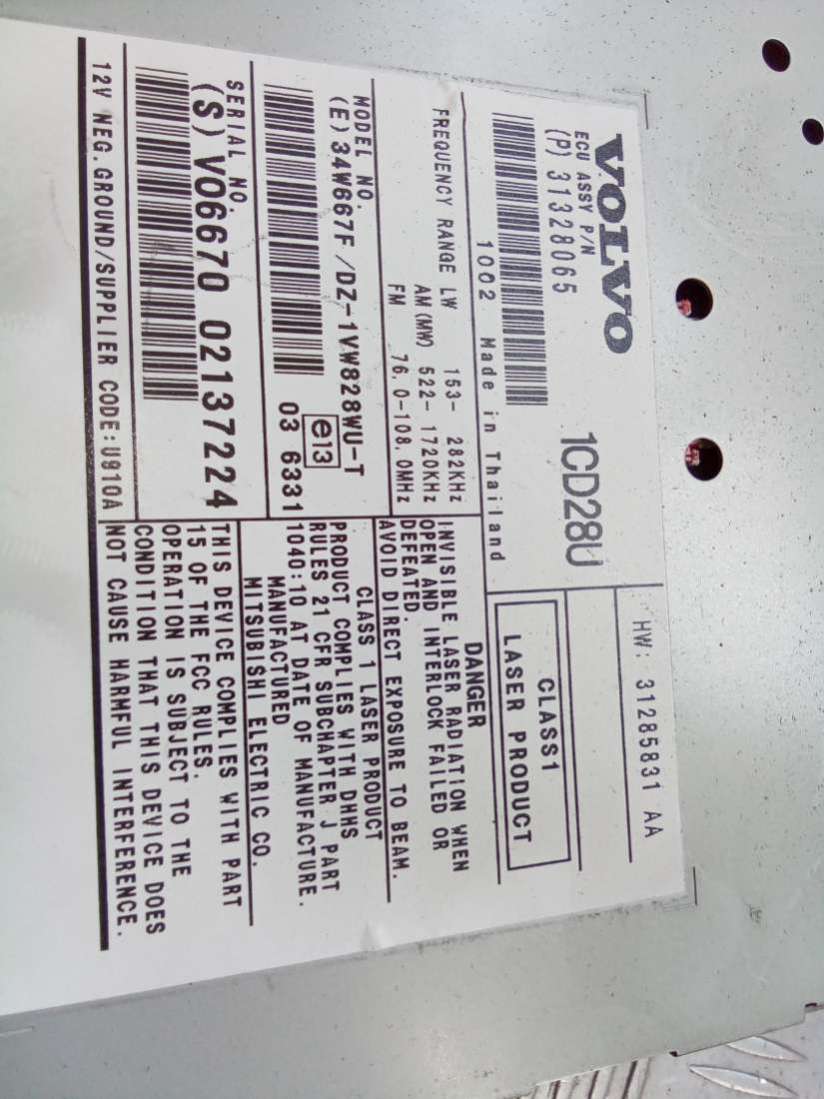 VOLVO
1CD28U
HW: 31285831 AA
ECU ASSY P/N
(P) 31328065
CLASS1
LASER PRODUCT
1002 Made in Thailand
FREQUENCY RANGE LW 153- 282KHz
AM(MW) 522- 1720KHz
FM 76.0-108.0MHz
DANGER
INVISIBLE LASER RADIATION WHEN
OPEN AND INTERLOCK FAILED OR
DEFEATED.
AVOID DIRECT EXPOSURE TO BEAM.
MODEL NO.
(E)34W667F/DZ-1VW828WU-T
e13
03 6331
CLASS 1 LASER PRODUCT
PRODUCT COMPLIES WITH DHHS
RULES 21 CFR SUBCHAPTER J PART
1040:10 AT DATE OF MANUFACTURE.
MANUFACTURED
MITSUBISHI ELECTRIC CO.
SERIAL NO.
(S) VO6670 02137224
THIS DEVICE COMPLIES WITH PART
15 OF THE FCC RULES.
OPERATION IS SUBJECT TO THE
CONDITION THAT THIS DEVICE DOES
NOT CAUSE HARMFUL INTERFERENCE.
12V NEG.GROUND/SUPPLIER CODE:U910A